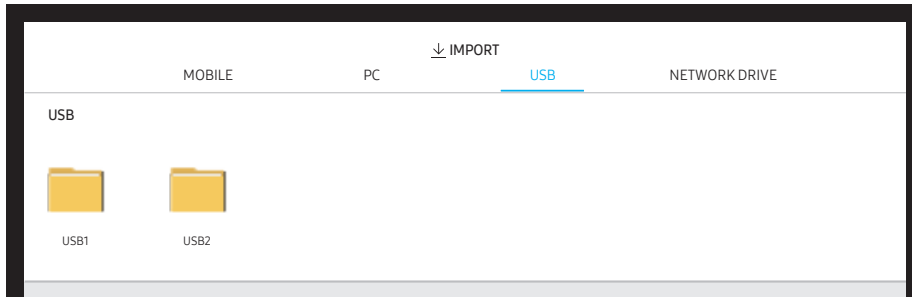 IMPORT
MOBILE PC USB NETWORK DRIVE
USB
USB1 USB2